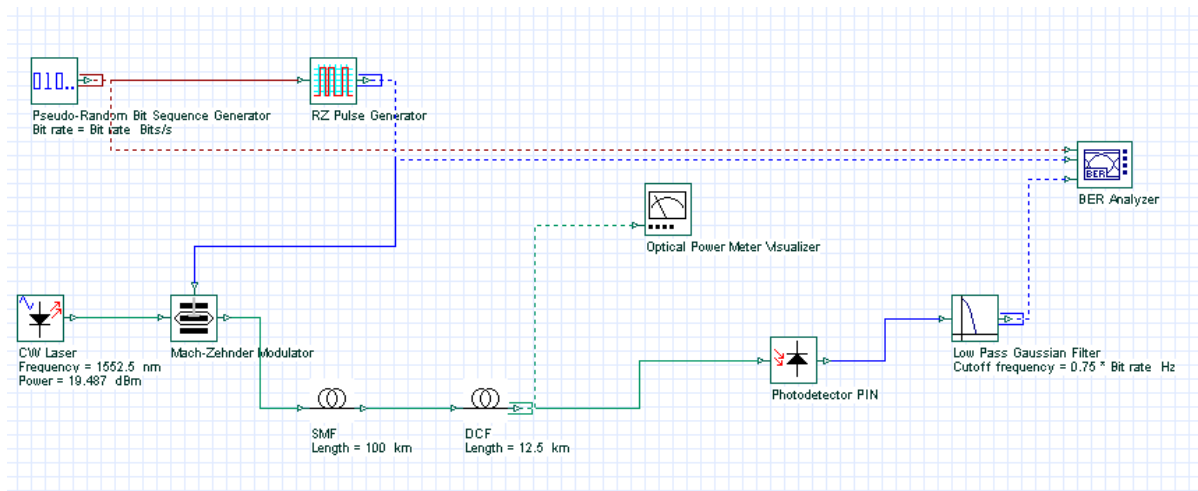 010..
Pseudo-Random Bit Sequence Generator
Bit rate = Bit rate Bits/s
RZ Pulse Generator
BER
BER Analyzer
Optical Power Meter Visualizer
CW Laser
Frequency = 1552.5 nm
Power = 19.487 dBm
Mach-Zehnder Modulator
Low Pass Gaussian Filter
Cutoff frequency = 0.75 * Bit rate Hz
Photodetector PIN
SMF
Length = 100 km
DCF
Length = 12.5 km